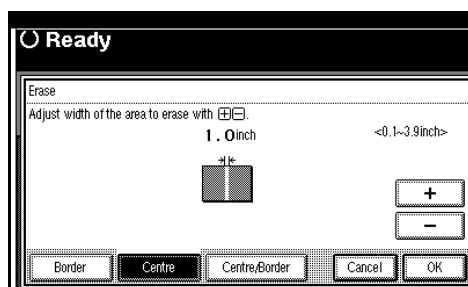 Ready
Erase
Adjust width of the area to erase with ⊞⊟.
1.0inch <0.1~3.9inch>
+
−
Border Centre Centre/Border Cancel OK